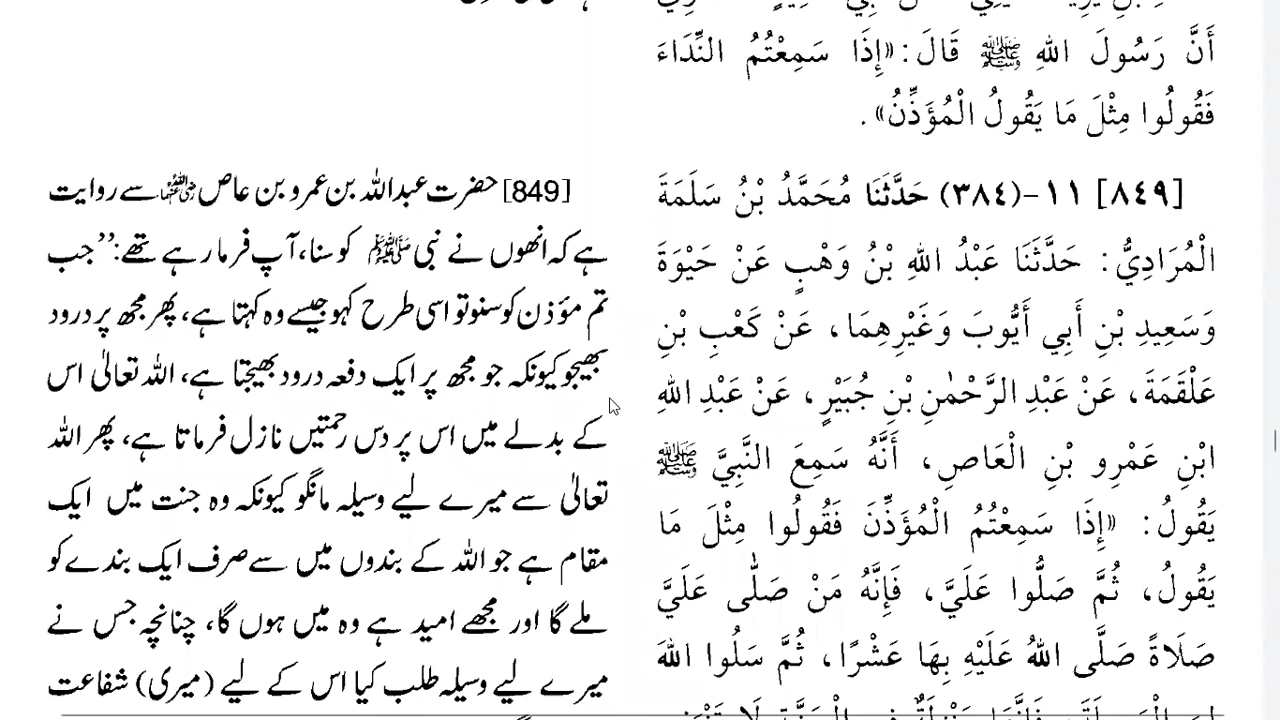 أَنَّ رَسُولَ اللهِ ﷺ قَالَ: «إِذَا سَمِعْتُمُ النِّدَاءَ
فَقُولُوا مِثْلَ مَا يَقُولُ الْمُؤَذِّنُ».
[٨٤٩] ١١-(٣٨٤) حَدَّثَنَا مُحَمَّدُ بْنُ سَلَمَةَ
الْمُرَادِيُّ: حَدَّثَنَا عَبْدُ اللهِ بْنُ وَهْبٍ عَنْ حَيْوَةَ
وَسَعِيدِ بْنِ أَبِي أَيُّوبَ وَغَيْرِهِمَا، عَنْ كَعْبِ بْنِ
عَلْقَمَةَ، عَنْ عَبْدِ الرَّحْمٰنِ بْنِ جُبَيْرٍ، عَنْ عَبْدِ اللهِ
ابْنِ عَمْرِو بْنِ الْعَاصِ، أَنَّهُ سَمِعَ النَّبِيَّ ﷺ
يَقُولُ: «إِذَا سَمِعْتُمُ الْمُؤَذِّنَ فَقُولُوا مِثْلَ مَا
يَقُولُ، ثُمَّ صَلُّوا عَلَيَّ، فَإِنَّهُ مَنْ صَلّٰى عَلَيَّ
صَلَاةً صَلَّى اللهُ عَلَيْهِ بِهَا عَشْرًا، ثُمَّ سَلُوا اللهَ
[849] حضرت عبداللہ بن عمرو بن عاص رضی اللہ عنہما سے روایت
ہے کہ انھوں نے نبی ﷺ کو سنا، آپ فرما رہے تھے: ’’جب
تم مؤذن کو سنو تو اسی طرح کہو جیسے وہ کہتا ہے، پھر مجھ پر درود
بھیجو کیونکہ جو مجھ پر ایک دفعہ درود بھیجتا ہے، اللہ تعالیٰ اس
کے بدلے میں اس پر دس رحمتیں نازل فرماتا ہے، پھر اللہ
تعالیٰ سے میرے لیے وسیلہ مانگو کیونکہ وہ جنت میں ایک
مقام ہے جو اللہ کے بندوں میں سے صرف ایک بندے کو
ملے گا اور مجھے امید ہے وہ میں ہوں گا، چنانچہ جس نے
میرے لیے وسیلہ طلب کیا اس کے لیے (میری) شفاعت